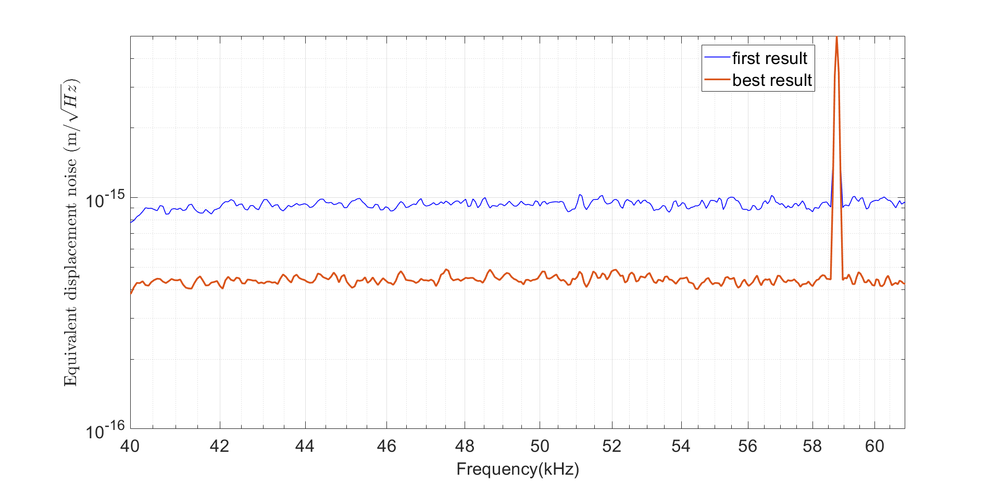 first result
best result
Equivalent displacement noise (m/√Hz)
10^-15
10^-16
40 42 44 46 48 50 52 54 56 58 60
Frequency(kHz)